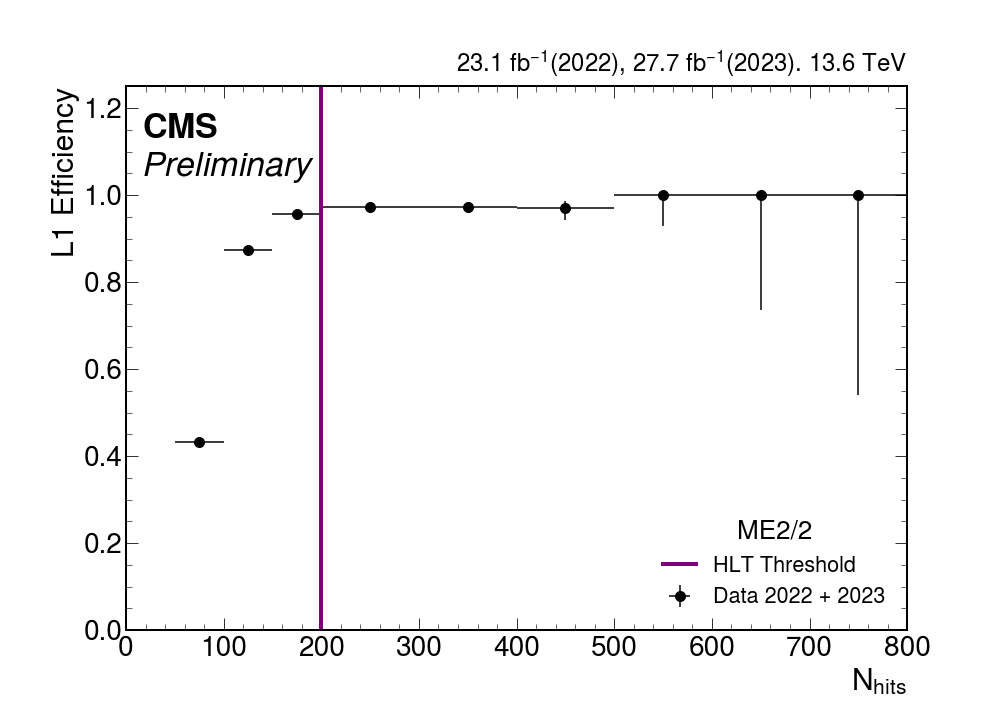 23.1 fb⁻¹(2022), 27.7 fb⁻¹(2023). 13.6 TeV
CMS
Preliminary
L1 Efficiency
1.2
1.0
0.8
0.6
0.4
0.2
0.0
0 100 200 300 400 500 600 700 800
N_hits
ME2/2
HLT Threshold
Data 2022 + 2023